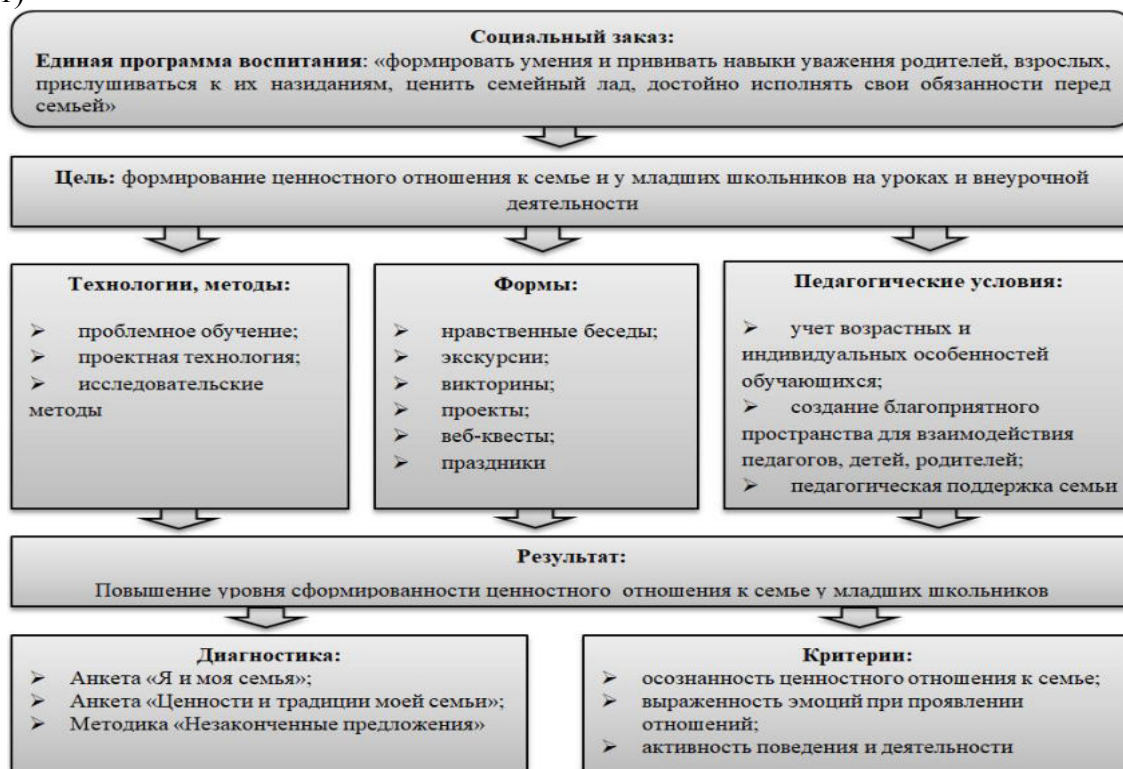 1)
Социальный заказ:
Единая программа воспитания: «формировать умения и прививать навыки уважения родителей, взрослых,
прислушиваться к их назиданиям, ценить семейный лад, достойно исполнять свои обязанности перед
семьей»
Цель: формирование ценностного отношения к семье и у младших школьников на уроках и внеурочной
деятельности
Технологии, методы:
➢ проблемное обучение;
➢ проектная технология;
➢ исследовательские
методы
Формы:
➢ нравственные беседы;
➢ экскурсии;
➢ викторины;
➢ проекты;
➢ веб-квесты;
➢ праздники
Педагогические условия:
➢ учет возрастных и
индивидуальных особенностей
обучающихся;
➢ создание благоприятного
пространства для взаимодействия
педагогов, детей, родителей;
➢ педагогическая поддержка семьи
Результат:
Повышение уровня сформированности ценностного отношения к семье у младших школьников
Диагностика:
➢ Анкета «Я и моя семья»;
➢ Анкета «Ценности и традиции моей семьи»;
➢ Методика «Незаконченные предложения»
Критерии:
➢ осознанность ценностного отношения к семье;
➢ выраженность эмоций при проявлении
отношений;
➢ активность поведения и деятельности